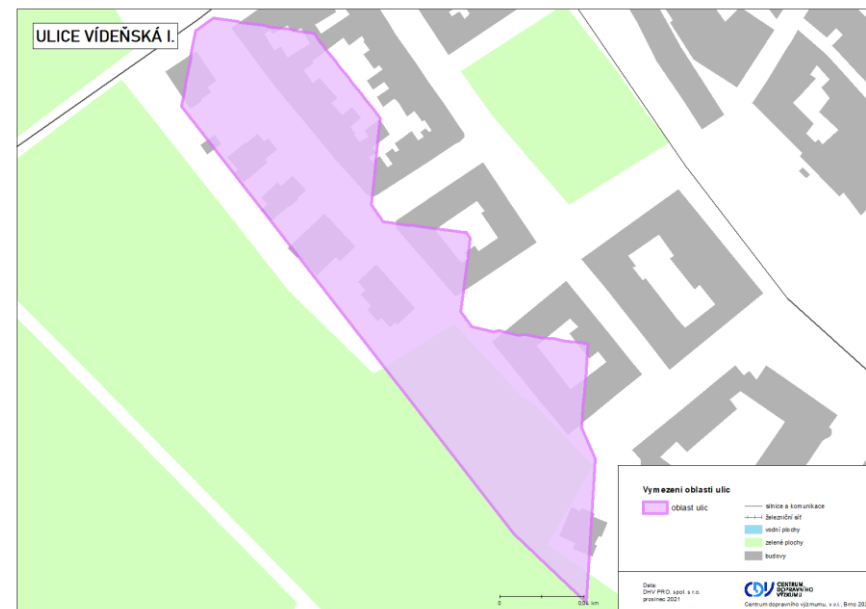 ULICE VÍDEŇSKÁ I.
Vymezení oblasti ulic
oblast ulic
silnice a komunikace
železniční síť
vodní plochy
zelené plochy
budovy
0
0,04 km
Data:
DHV PRO, spol. s r.o.
prosinec 2021
CDV
CENTRUM
DOPRAVNÍHO
VÝZKUMU
Centrum dopravního výzkumu, v.v.i., Brno